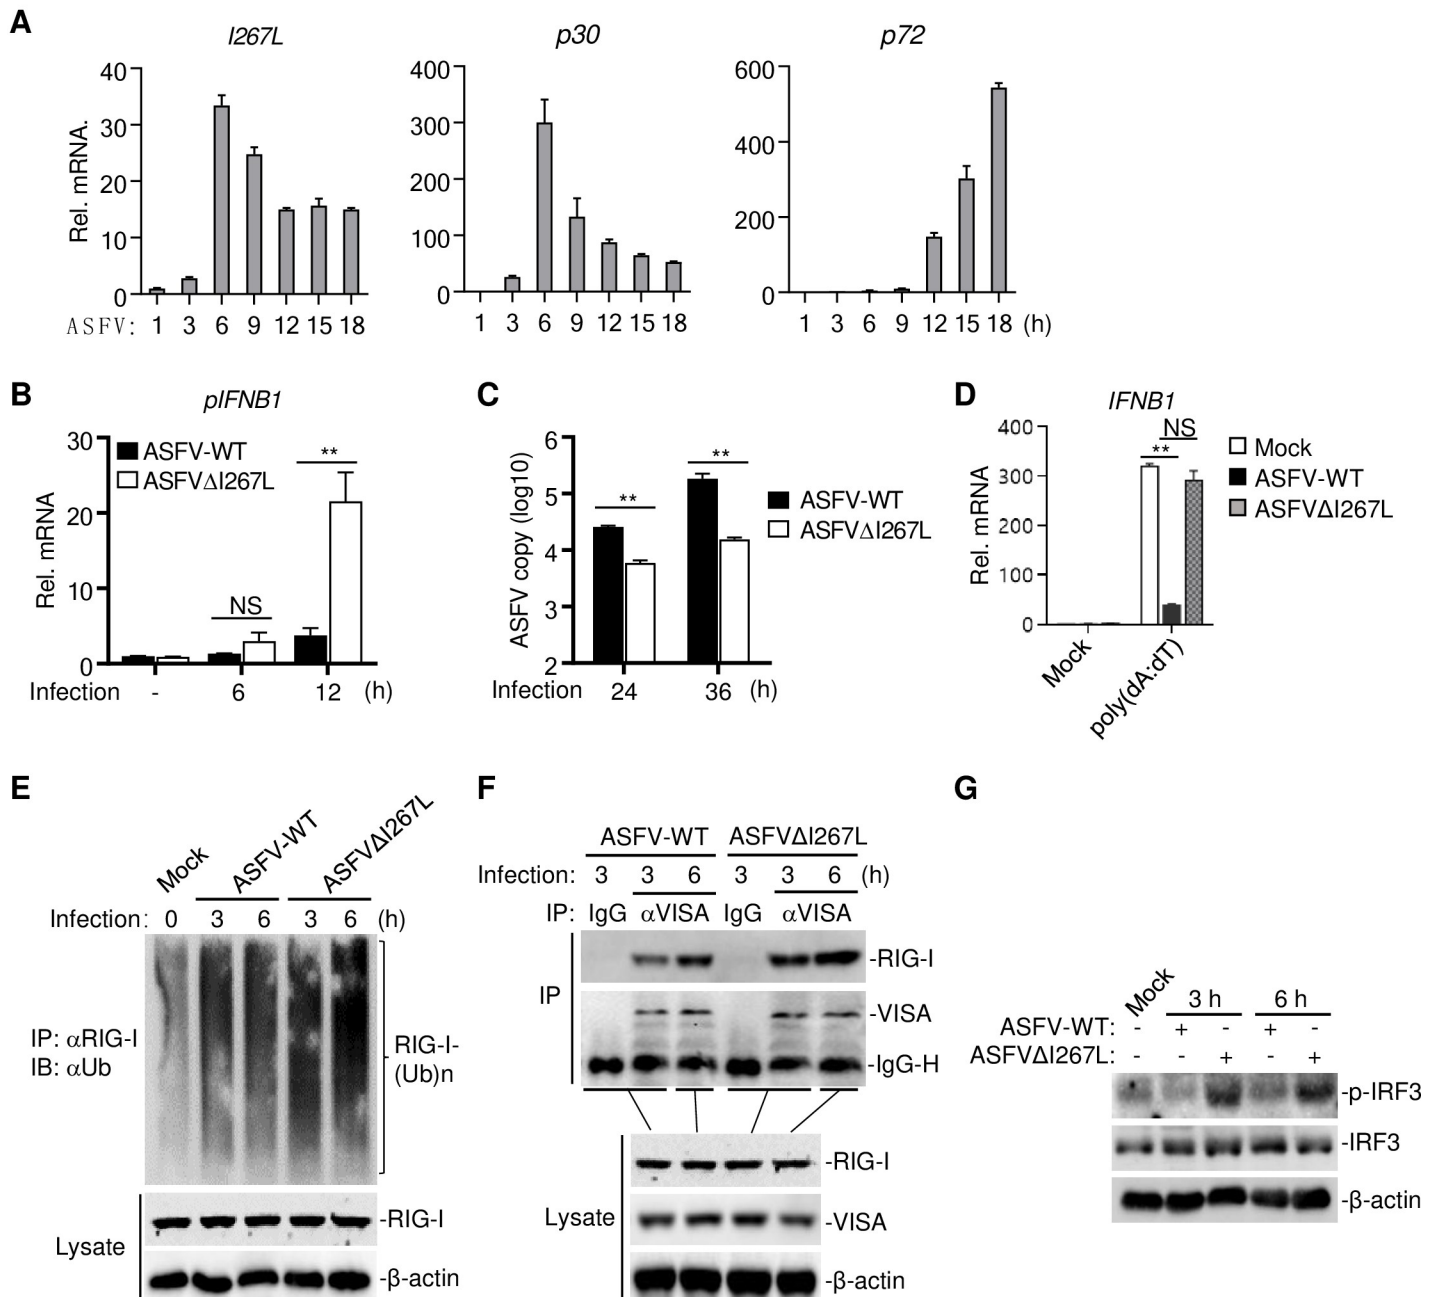 A
I267L
p30
p72
Rel. mRNA.
40
30
20
10
0
400
300
200
100
0
600
400
200
0
ASFV: 1 3 6 9 12 15 18
1 3 6 9 12 15 18
1 3 6 9 12 15 18 (h)
B
pIFNB1
Rel. mRNA
30
20
10
0
ASFV-WT
ASFVΔI267L
NS
**
Infection - 6 12 (h)
C
ASFV copy (log10)
6
5
4
3
2
**
**
ASFV-WT
ASFVΔI267L
Infection 24 36 (h)
D
IFNB1
Rel. mRNA
400
300
200
100
0
NS
**
Mock
ASFV-WT
ASFVΔI267L
Mock
poly(dA:dT)
E
Mock
ASFV-WT
ASFVΔI267L
Infection: 0 3 6 3 6 (h)
IP: αRIG-I
IB: αUb
RIG-I-
(Ub)n
Lysate
-RIG-I
-β-actin
F
ASFV-WT ASFVΔI267L
Infection: 3 3 6 3 3 6 (h)
IP: IgG αVISA IgG αVISA
IP
-RIG-I
-VISA
-IgG-H
Lysate
-RIG-I
-VISA
-β-actin
G
Mock
3 h 6 h
ASFV-WT: - + - + -
ASFVΔI267L: - - + - +
-p-IRF3
-IRF3
-β-actin